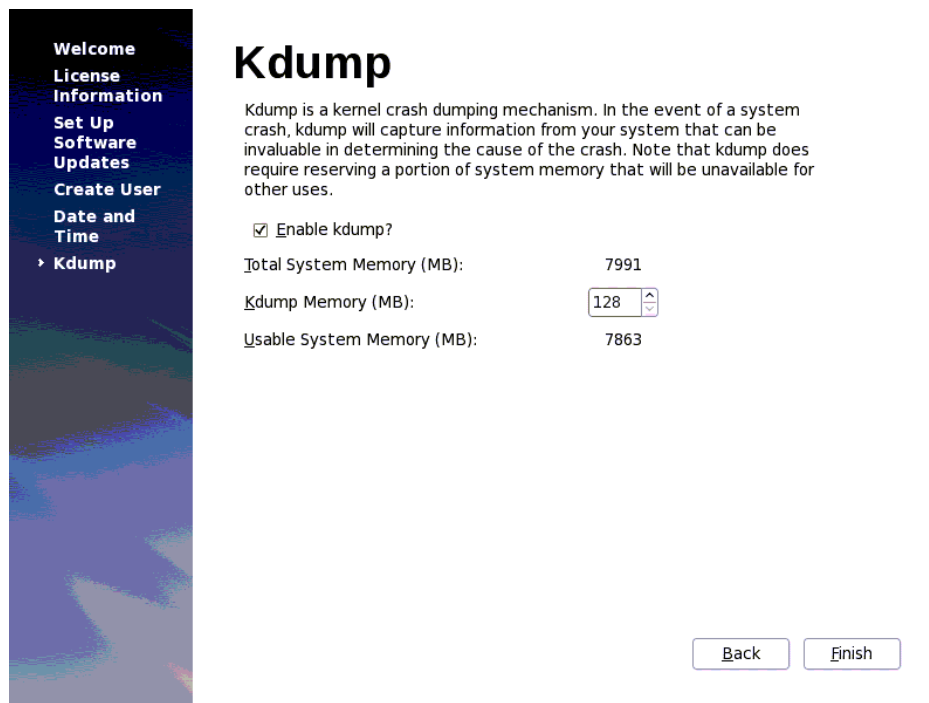 Welcome
License
Information
Set Up
Software
Updates
Create User
Date and
Time
Kdump
Kdump
Kdump is a kernel crash dumping mechanism. In the event of a system
crash, kdump will capture information from your system that can be
invaluable in determining the cause of the crash. Note that kdump does
require reserving a portion of system memory that will be unavailable for
other uses.
Enable kdump?
Total System Memory (MB): 7991
Kdump Memory (MB): 128
Usable System Memory (MB): 7863
Back Finish